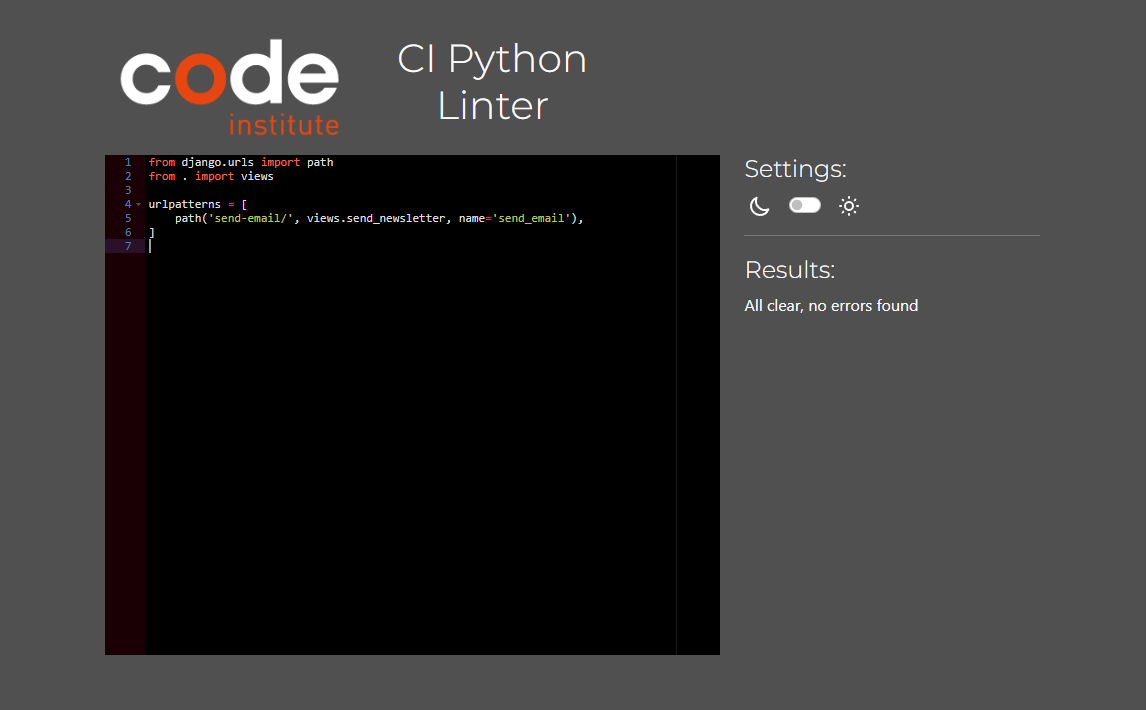 code
institute
CI Python
Linter
1 from django.urls import path
2 from . import views
3
4 urlpatterns = [
5     path('send-email/', views.send_newsletter, name='send_email'),
6 ]
7
Settings:
Results:
All clear, no errors found